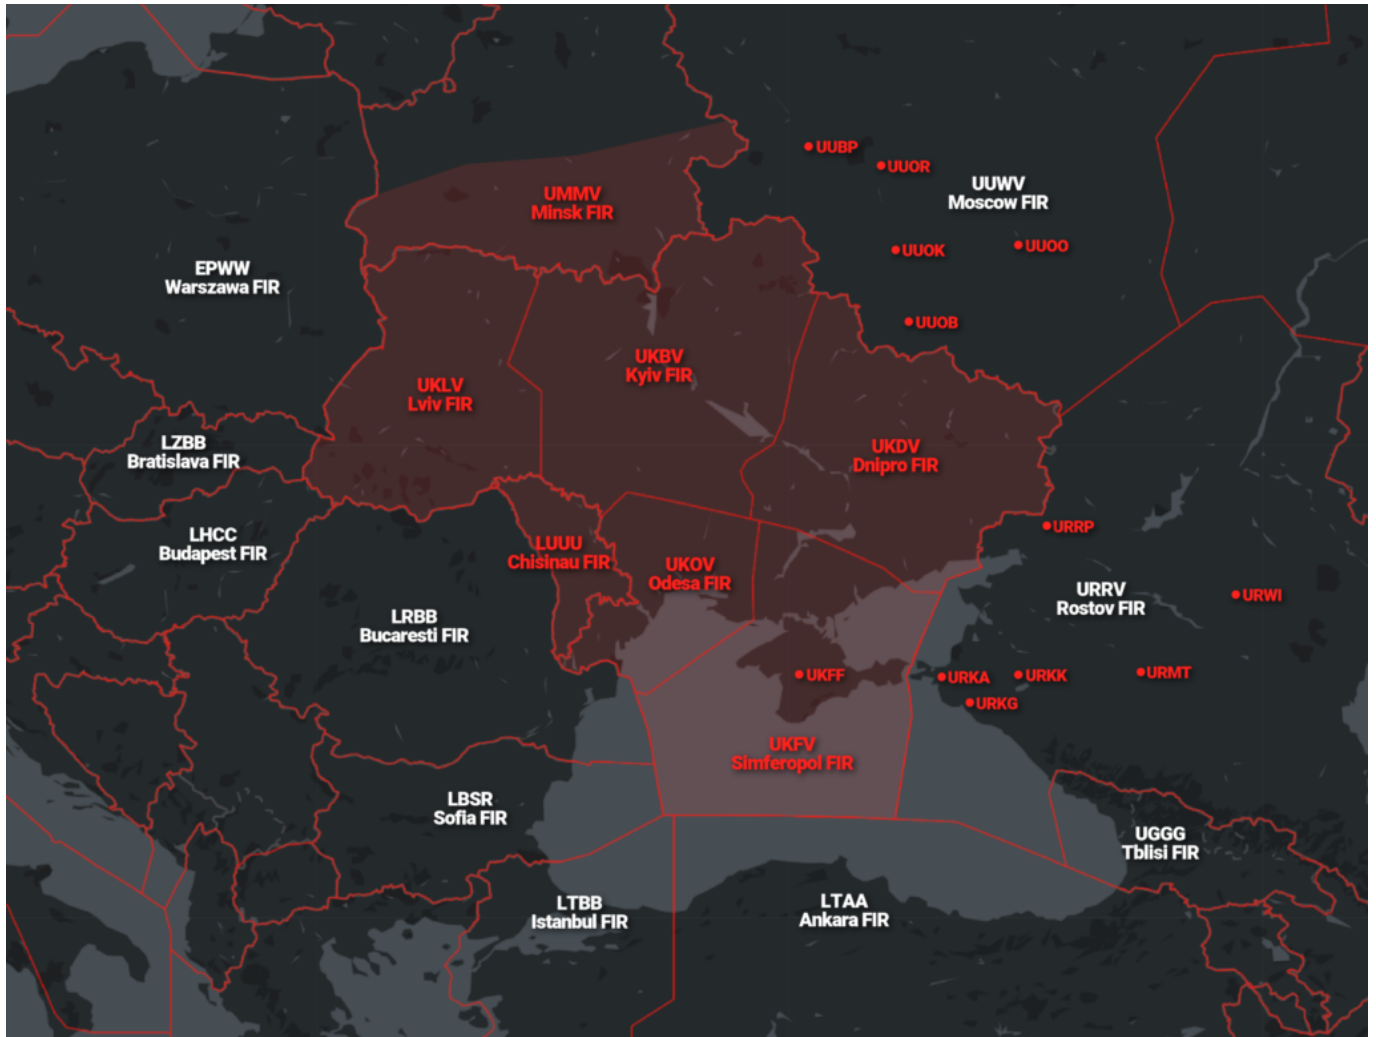 UUBP
UUOR
UUWV
Moscow FIR
UMMV
Minsk FIR
UUOK
UUOO
EPWW
Warszawa FIR
UUOB
UKBV
Kyiv FIR
UKLV
Lviv FIR
LZBB
Bratislava FIR
UKDV
Dnipro FIR
URRP
LHCC
Budapest FIR
LUUU
Chisinau FIR
UKOV
Odesa FIR
URRV
Rostov FIR
URWI
LRBB
Bucaresti FIR
UKFF
URKA
URKK
URMT
URKG
UKFV
Simferopol FIR
LBSR
Sofia FIR
UGGG
Tblisi FIR
LTBB
Istanbul FIR
LTAA
Ankara FIR